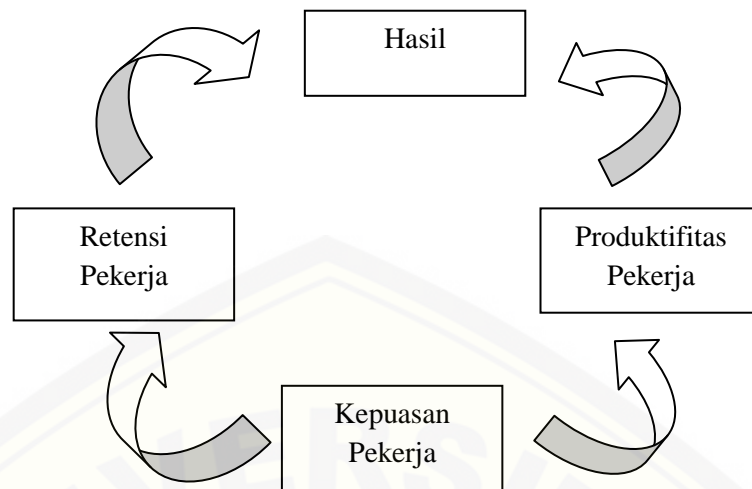 Hasil
Retensi
Pekerja
Produktifitas
Pekerja
Kepuasan
Pekerja